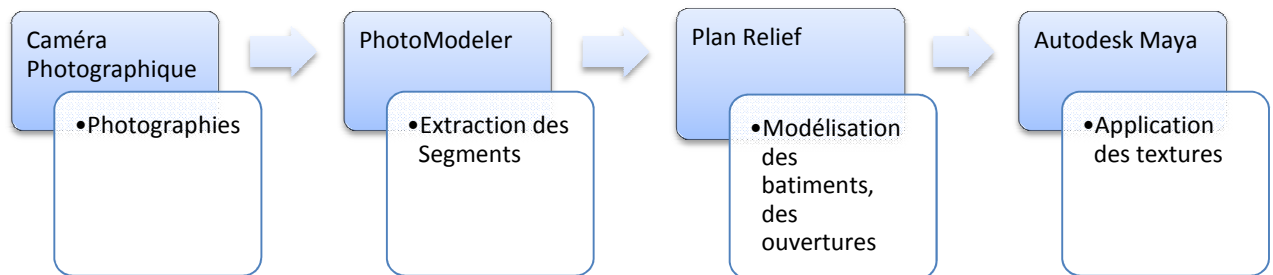 Caméra
Photographique
•Photographies
PhotoModeler
•Extraction des
Segments
Plan Relief
•Modélisation
des
batiments,
des
ouvertures
Autodesk Maya
•Application
des textures